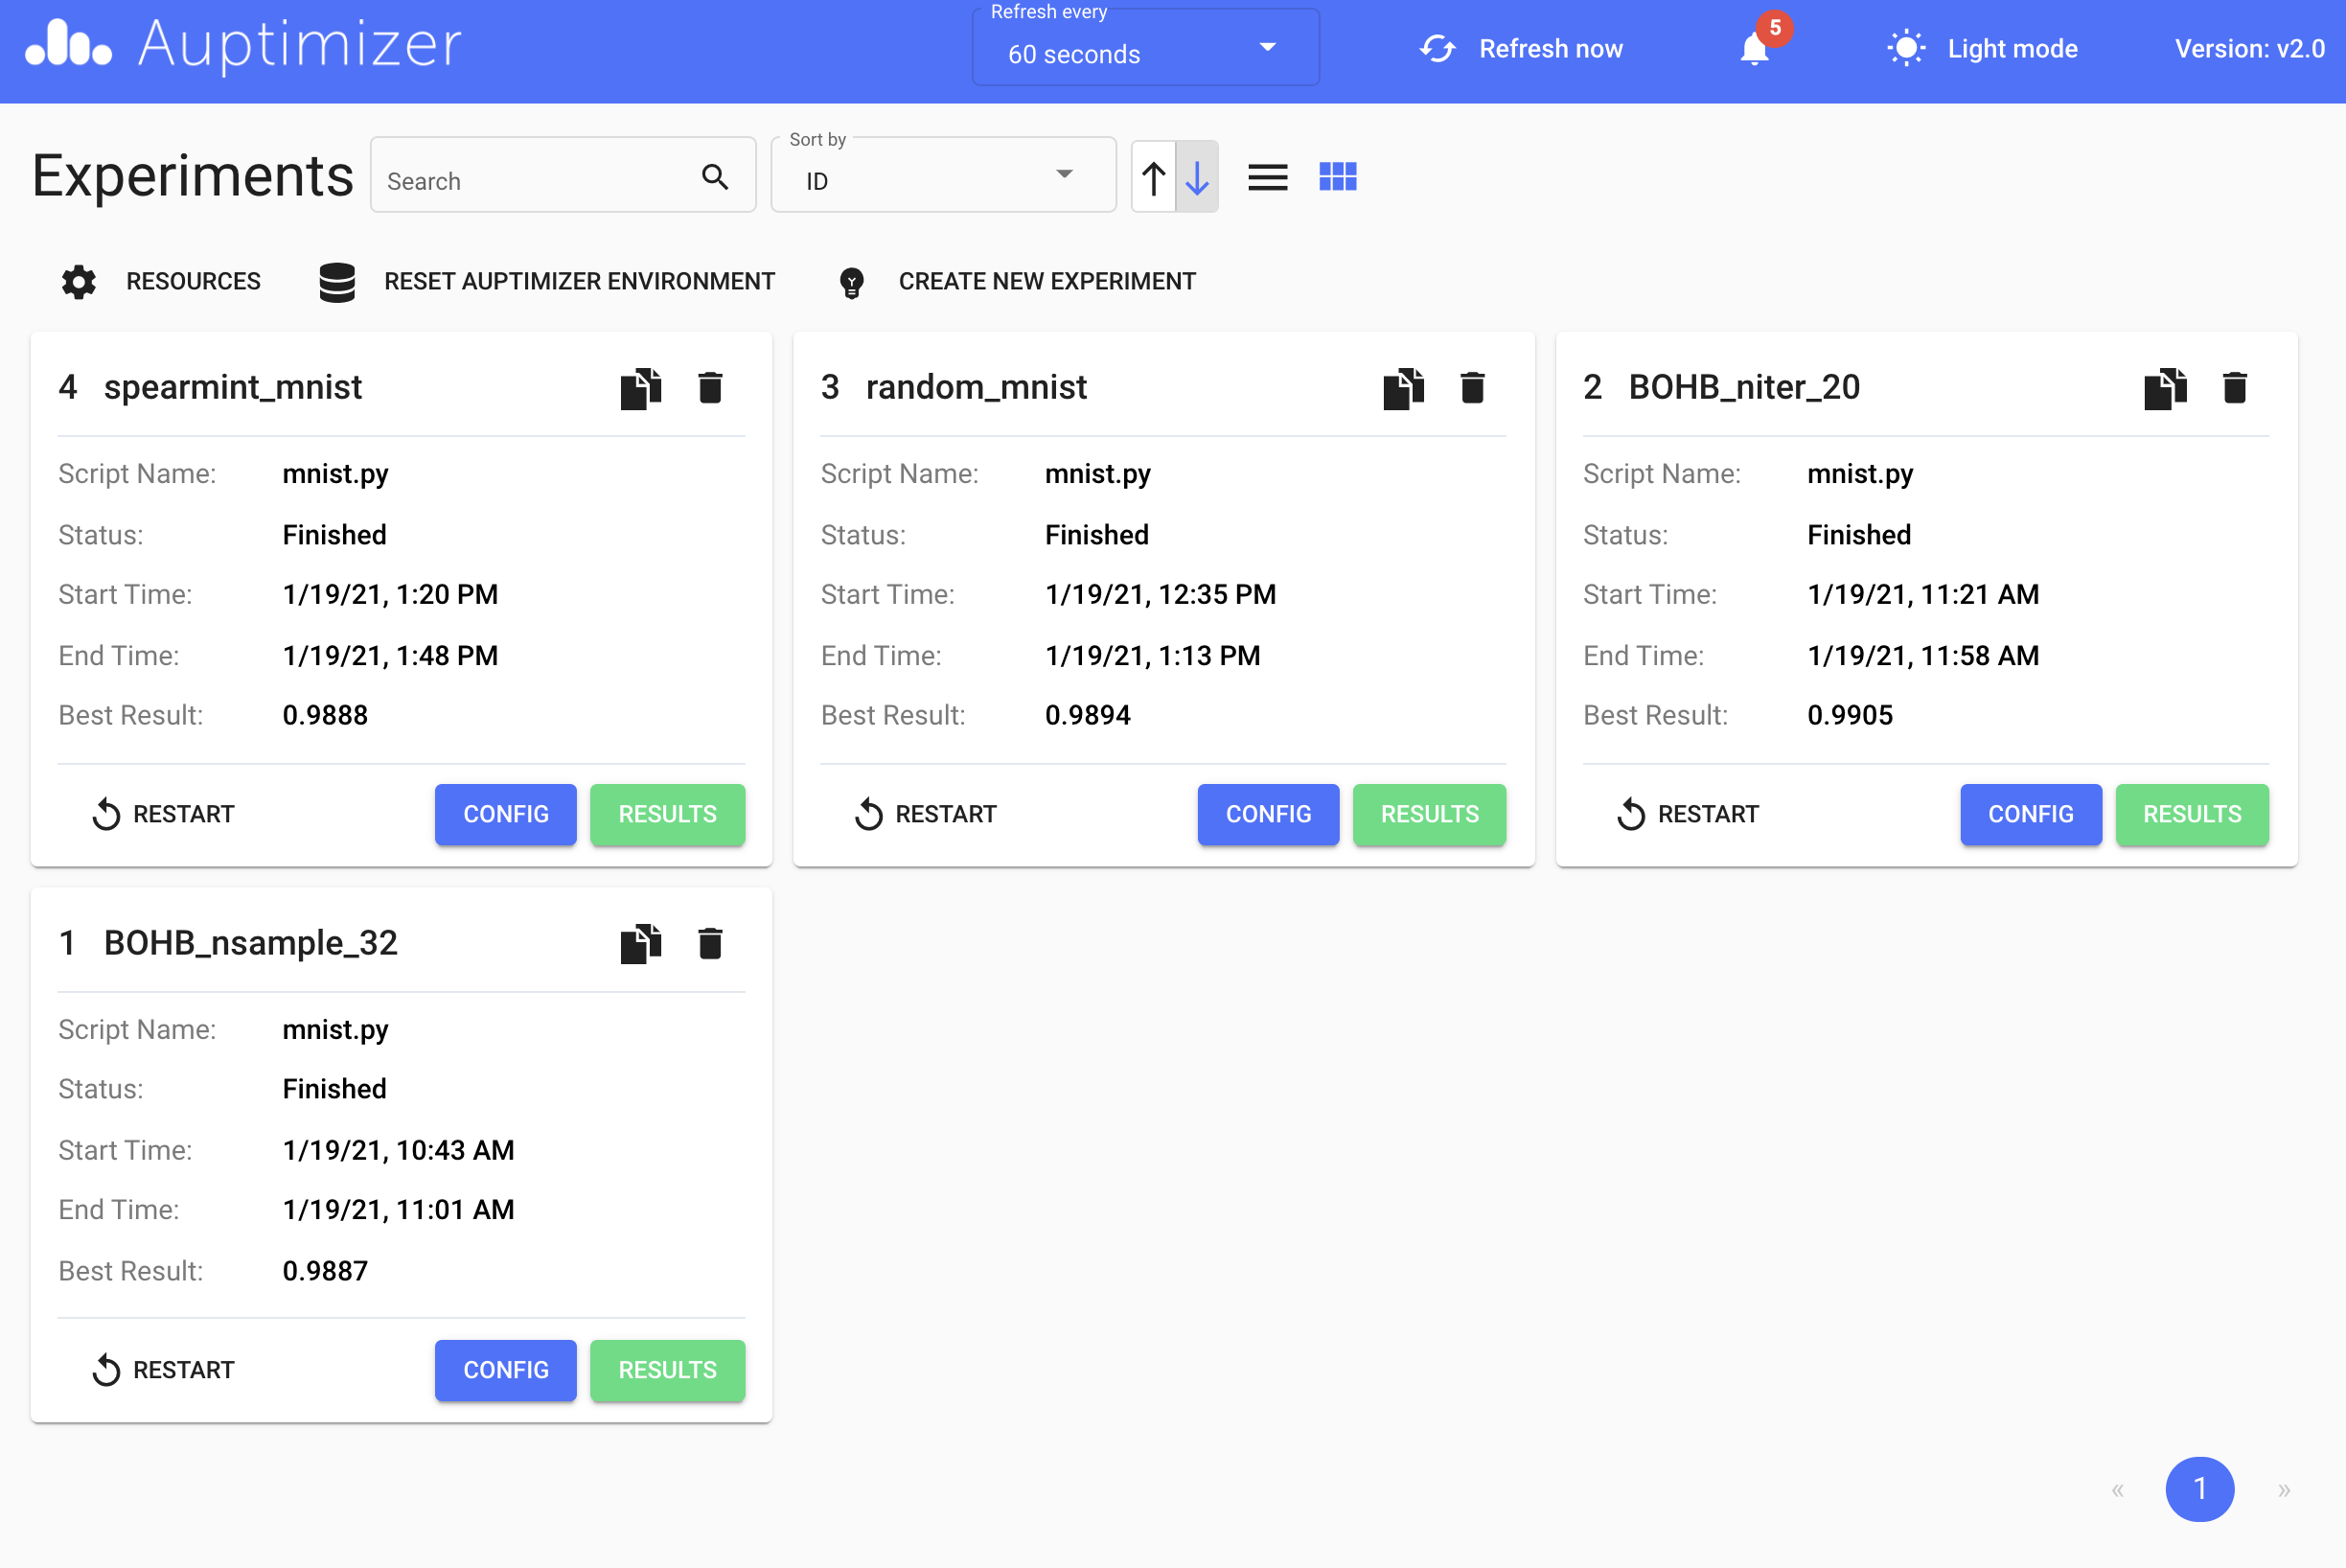 Auptimizer
Refresh every
60 seconds
Refresh now
5
Light mode
Version: v2.0
Experiments
Search
Sort by
ID
RESOURCES
RESET AUPTIMIZER ENVIRONMENT
CREATE NEW EXPERIMENT
4 spearmint_mnist
Script Name: mnist.py
Status: Finished
Start Time: 1/19/21, 1:20 PM
End Time: 1/19/21, 1:48 PM
Best Result: 0.9888
RESTART CONFIG RESULTS
3 random_mnist
Script Name: mnist.py
Status: Finished
Start Time: 1/19/21, 12:35 PM
End Time: 1/19/21, 1:13 PM
Best Result: 0.9894
RESTART CONFIG RESULTS
2 BOHB_niter_20
Script Name: mnist.py
Status: Finished
Start Time: 1/19/21, 11:21 AM
End Time: 1/19/21, 11:58 AM
Best Result: 0.9905
RESTART CONFIG RESULTS
1 BOHB_nsample_32
Script Name: mnist.py
Status: Finished
Start Time: 1/19/21, 10:43 AM
End Time: 1/19/21, 11:01 AM
Best Result: 0.9887
RESTART CONFIG RESULTS
« 1 »